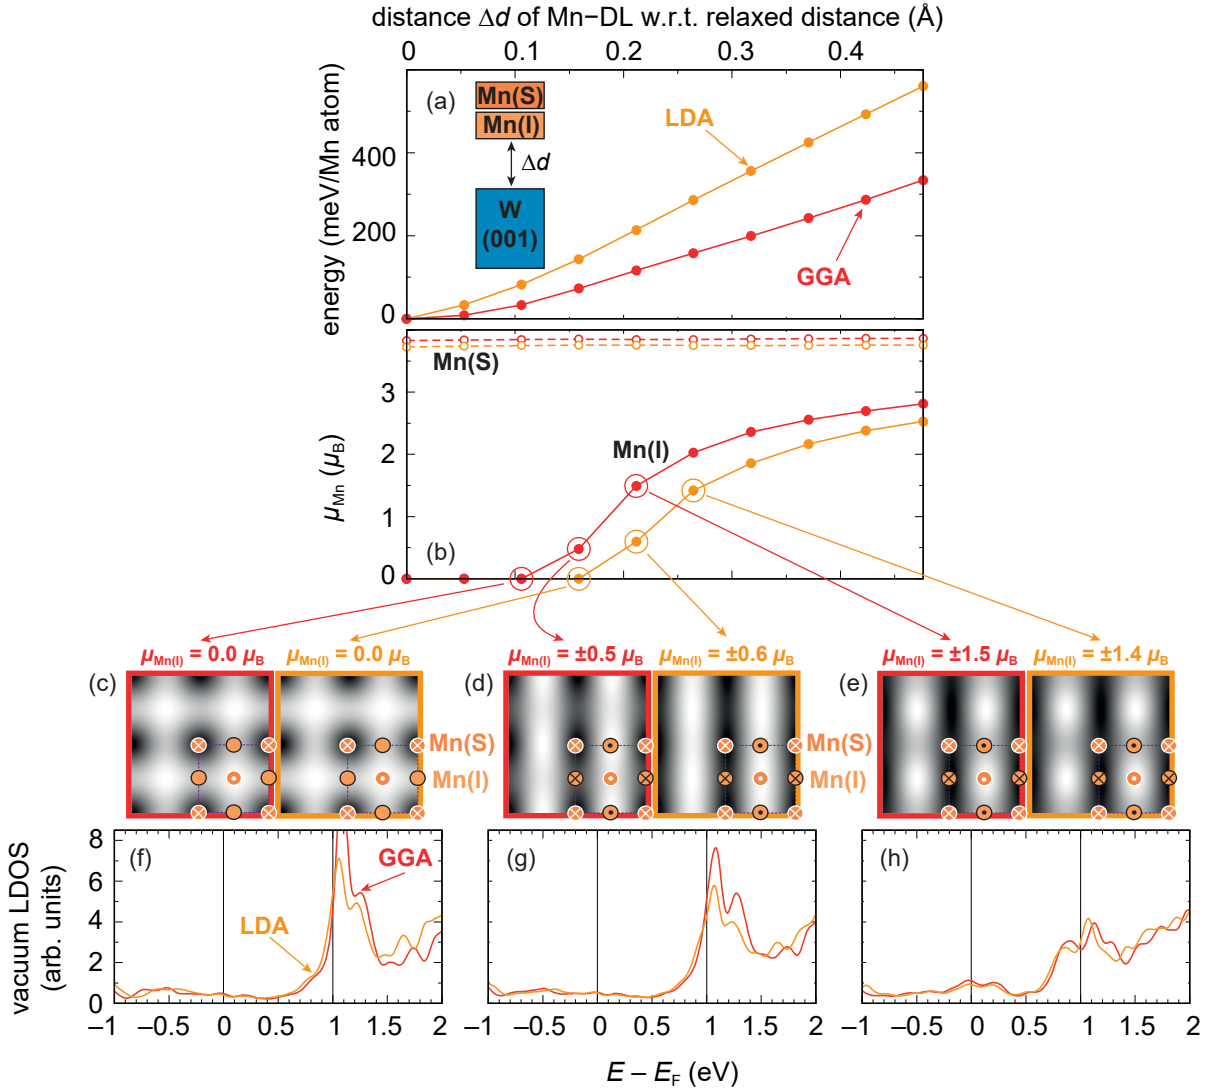 distance Δd of Mn−DL w.r.t. relaxed distance (Å)
0 0.1 0.2 0.3 0.4
energy (meV/Mn atom)
400
200
0
(a)
Mn(S)
Mn(I)
Δd
W
(001)
LDA
GGA
μMn (μB)
3
2
1
0
Mn(S)
Mn(I)
(b)
μMn(I) = 0.0 μB μMn(I) = 0.0 μB μMn(I) = ±0.5 μB μMn(I) = ±0.6 μB μMn(I) = ±1.5 μB μMn(I) = ±1.4 μB
(c) (d) (e)
Mn(S) Mn(S)
Mn(I) Mn(I)
vacuum LDOS
(arb. units)
8
6
4
2
0
(f) (g) (h)
GGA
LDA
−1 −0.5 0 0.5 1 1.5 2 −1 −0.5 0 0.5 1 1.5 2 −1 −0.5 0 0.5 1 1.5 2
E − EF (eV)